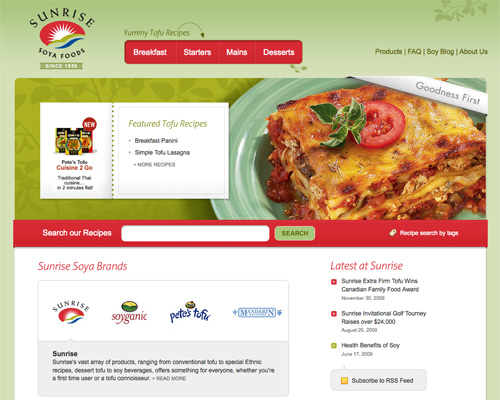 SUNRISE
SOYA FOODS
SINCE 1956
Yummy Tofu Recipes
Breakfast Starters Mains Desserts
Products | FAQ | Soy Blog | About Us
Goodness First
NEW
Pete's Tofu
Cuisine 2 Go
Traditional Thai
cuisine...
in 2 minutes flat!
Featured Tofu Recipes
Breakfast Panini
Simple Tofu Lasagna
+ MORE RECIPES
Search our Recipes
SEARCH
Recipe search by tags
Sunrise Soya Brands
SUNRISE
soyganic
pete's tofu
MANDARIN
Sunrise
Sunrise's vast array of products, ranging from conventional tofu to special Ethnic
recipes, dessert tofu to soy beverages, offers something for everyone, whether you're
a first time user or a tofu connoisseur. + READ MORE
Latest at Sunrise
Sunrise Extra Firm Tofu Wins
Canadian Family Food Award
November 30, 2009
Sunrise Invitational Golf Tourney
Raises over $24,000
August 20, 2009
Health Benefits of Soy
June 17, 2009
Subscribe to RSS Feed